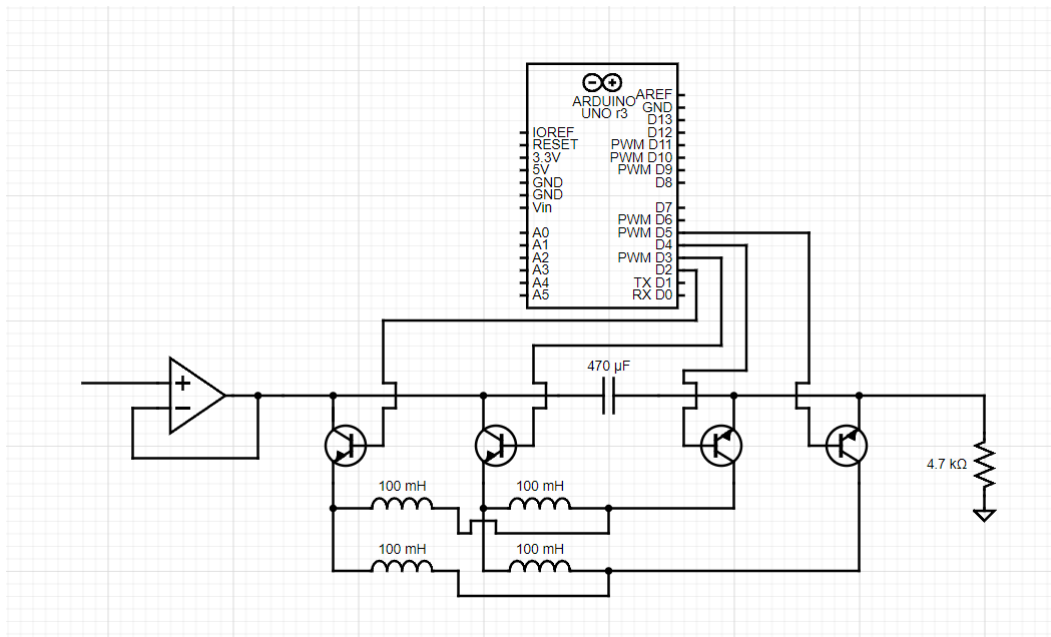 ARDUINO
UNO r3
AREF
GND
D13
IOREF D12
RESET PWM D11
3.3V PWM D10
5V PWM D9
GND D8
GND
Vin D7
PWM D6
A0 PWM D5
A1 D4
A2 PWM D3
A3 D2
A4 TX D1
A5 RX D0
470 µF
4.7 kΩ
100 mH 100 mH
100 mH 100 mH